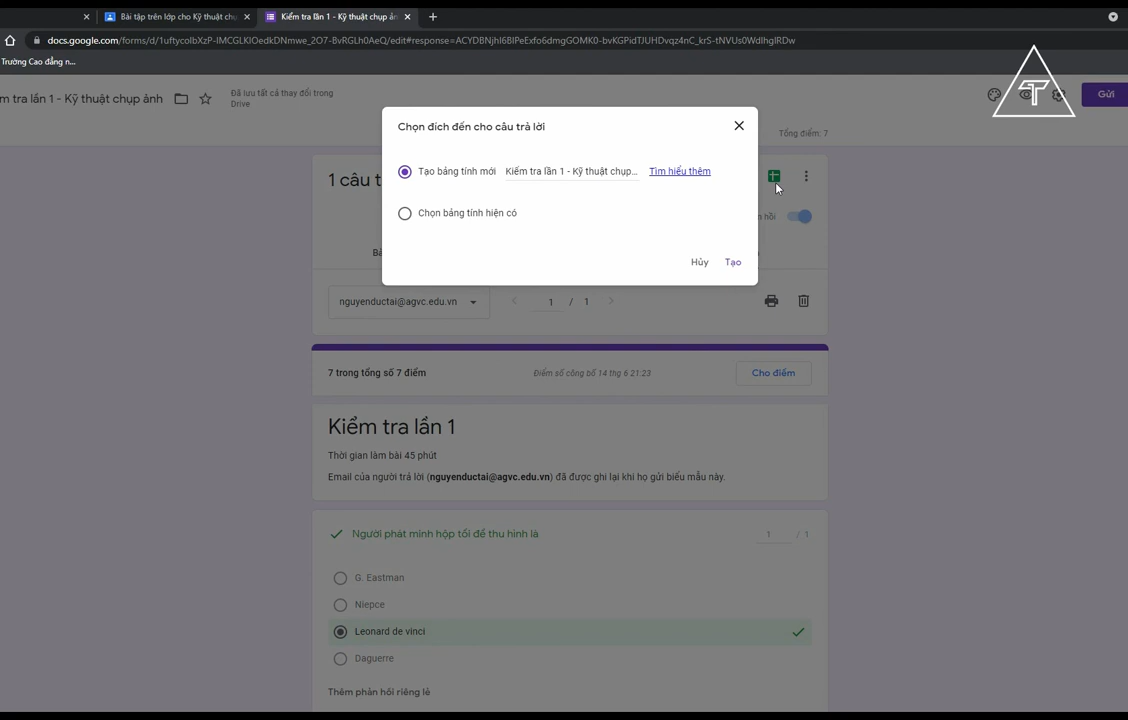 Bài tập trên lớp cho Kỹ thuật chụ
Kiểm tra lần 1 - Kỹ thuật chụp ản
docs.google.com/forms/d/1uftycolbXzP-IMCGLKIOedkDNmwe_2O7-BvRGLh0AeQ/edit#response=ACYDBNjhI6BIPeExfo6dmgGOMK0-bvKGPidTJUHDvqz4nC_krS-tNVUs0WdIhgIRDw
Trường Cao đẳng n...
m tra lần 1 - Kỹ thuật chụp ảnh
Đã lưu tất cả thay đổi trong
Drive
Gửi
Tổng điểm: 7
Chọn đích đến cho câu trả lời
Tạo bảng tính mới Kiểm tra lần 1 - Kỹ thuật chụp... Tìm hiểu thêm
1 câu t
Chọn bảng tính hiện có
n hồi
Hủy Tạo
nguyenductai@agvc.edu.vn
1 / 1
7 trong tổng số 7 điểm
Điểm số công bố 14 thg 6 21:23
Cho điểm
Kiểm tra lần 1
Thời gian làm bài 45 phút
Email của người trả lời (nguyenductai@agvc.edu.vn) đã được ghi lại khi họ gửi biểu mẫu này.
Người phát minh hộp tối để thu hình là
1 / 1
G. Eastman
Niepce
Leonard de vinci
Daguerre
Thêm phản hồi riêng lẻ